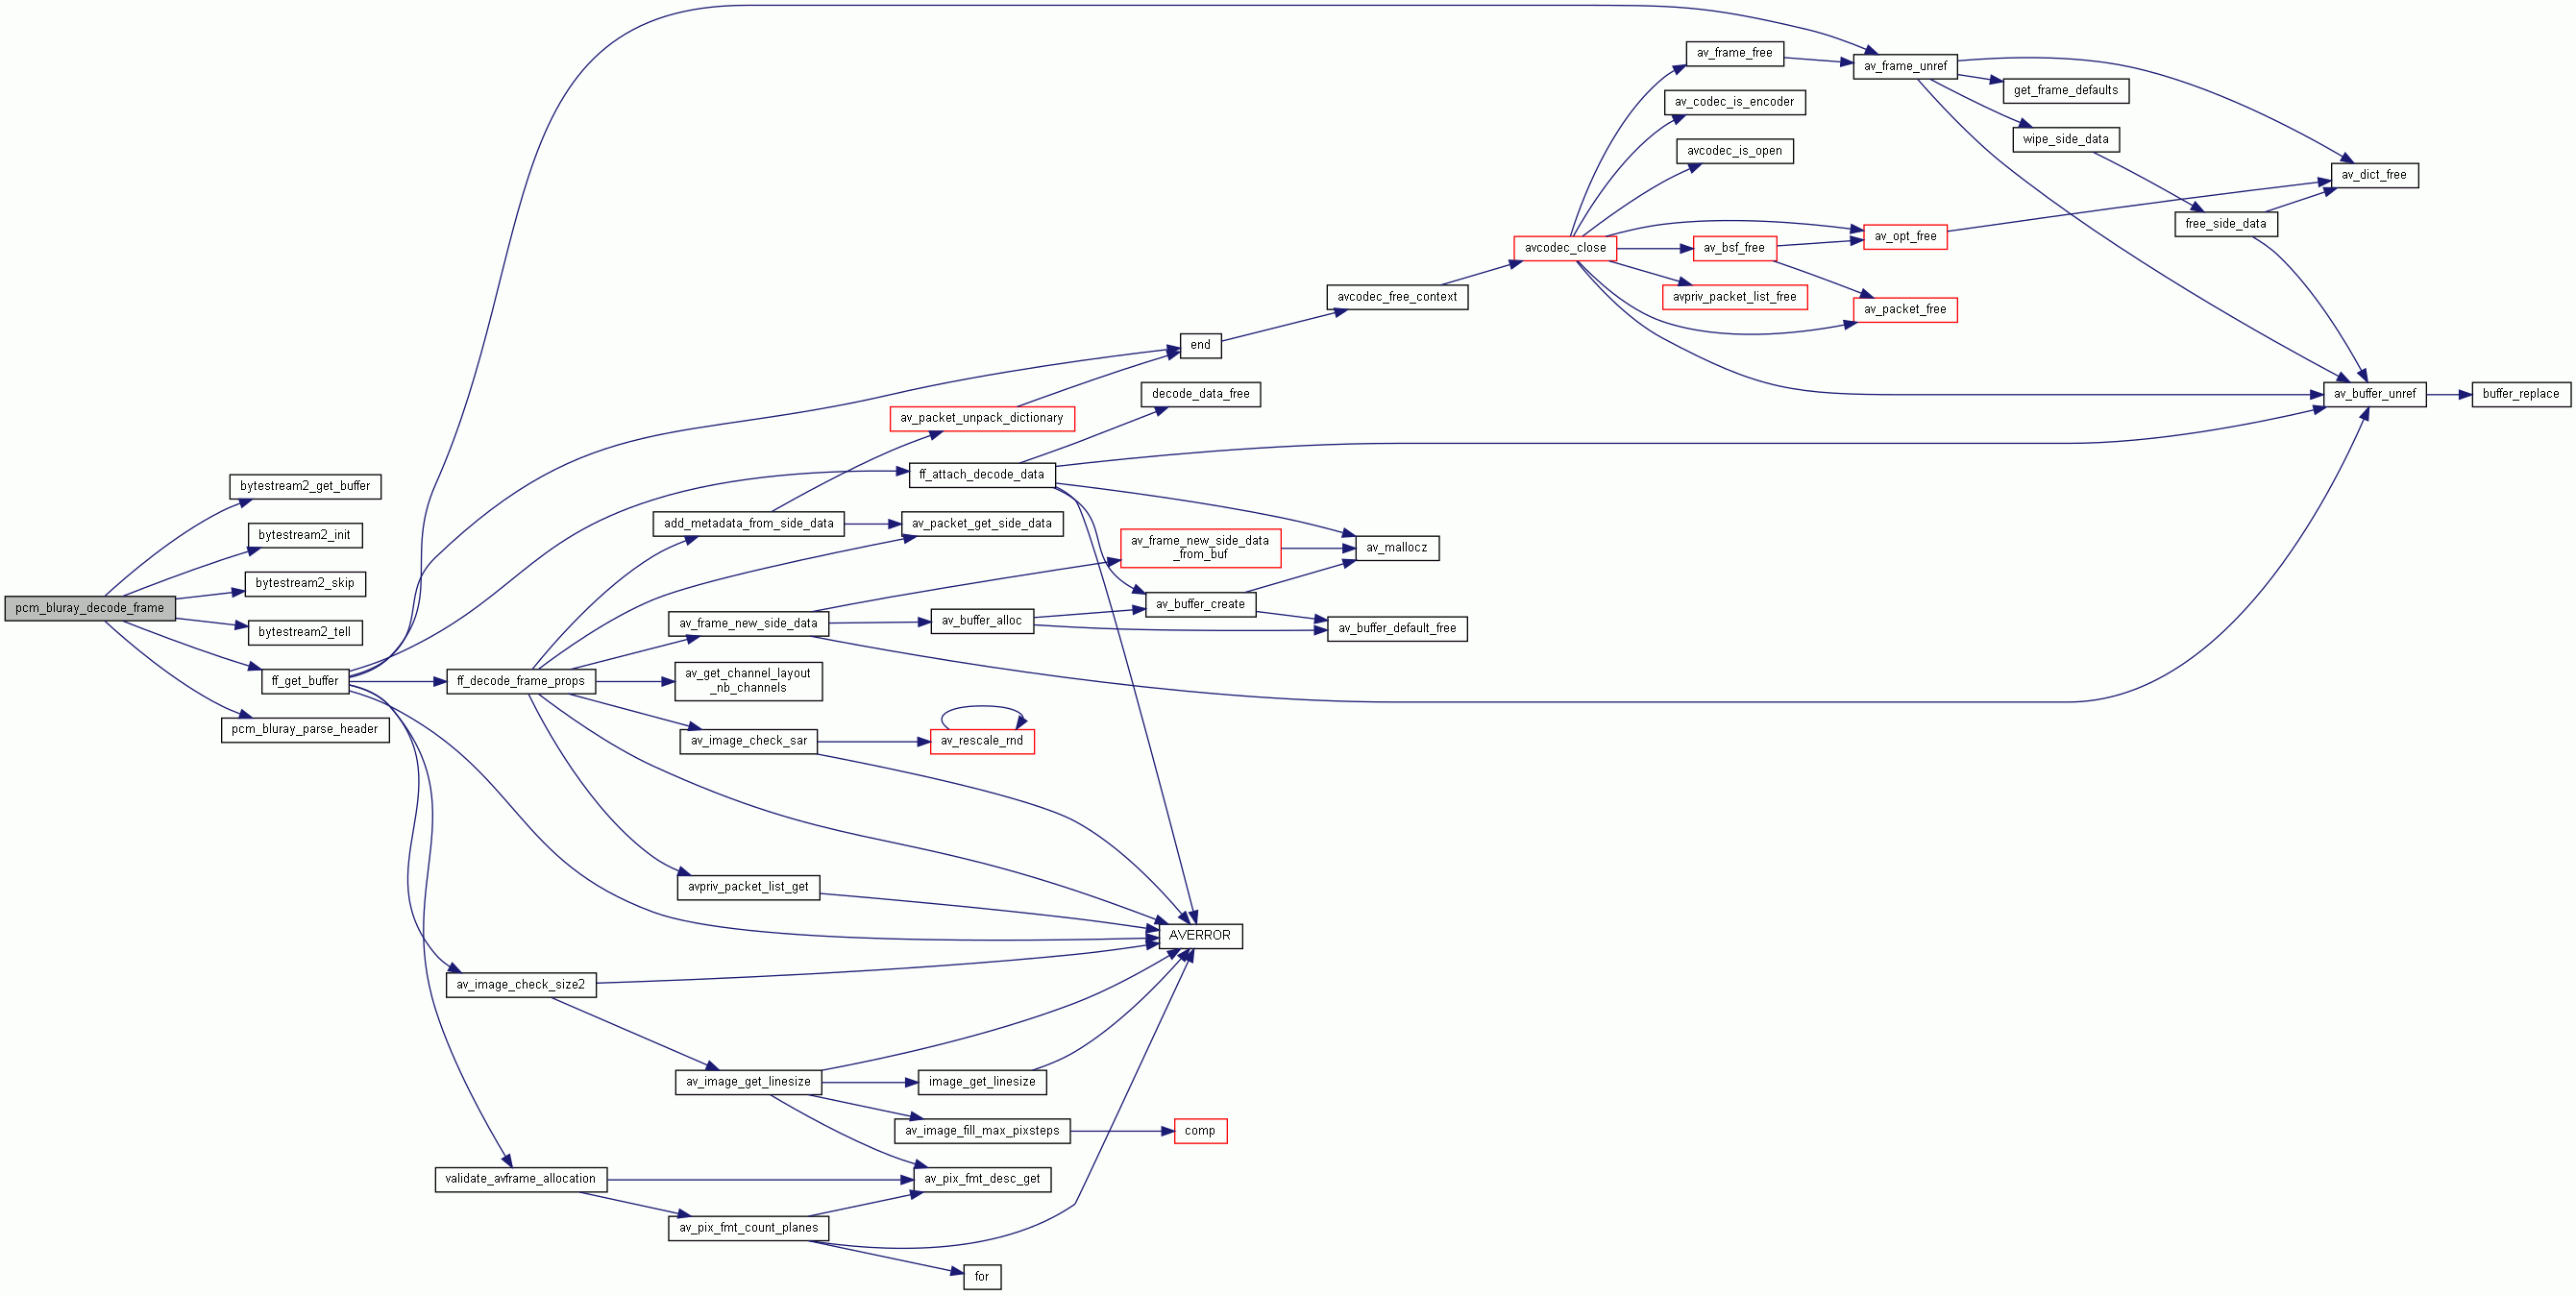 av_frame_free
av_frame_unref
get_frame_defaults
av_codec_is_encoder
wipe_side_data
avcodec_is_open
av_dict_free
free_side_data
av_opt_free
avcodec_close
av_bsf_free
avcodec_free_context
avpriv_packet_list_free
av_packet_free
end
decode_data_free
av_buffer_unref
buffer_replace
av_packet_unpack_dictionary
ff_attach_decode_data
bytestream2_get_buffer
add_metadata_from_side_data
av_packet_get_side_data
bytestream2_init
av_frame_new_side_data
_from_buf
av_mallocz
bytestream2_skip
pcm_bluray_decode_frame
av_buffer_create
bytestream2_tell
av_frame_new_side_data
av_buffer_alloc
av_buffer_default_free
ff_get_buffer
ff_decode_frame_props
av_get_channel_layout
_nb_channels
pcm_bluray_parse_header
av_image_check_sar
av_rescale_rnd
avpriv_packet_list_get
AVERROR
av_image_check_size2
av_image_get_linesize
image_get_linesize
av_image_fill_max_pixsteps
comp
validate_avframe_allocation
av_pix_fmt_desc_get
av_pix_fmt_count_planes
for